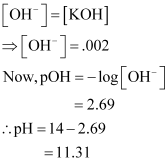 [OH⁻] = [KOH]
⇒ [OH⁻] = .002
Now, pOH = −log[OH⁻]
= 2.69
∴ pH = 14 − 2.69
= 11.31